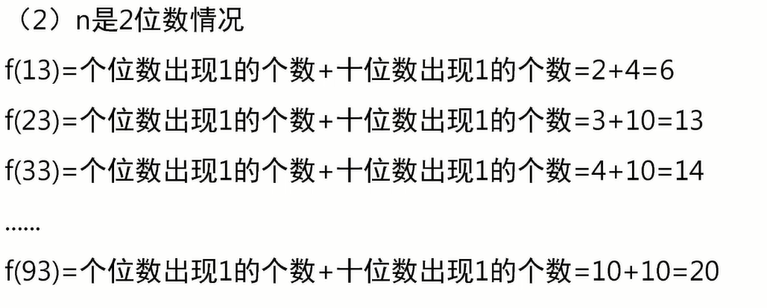 （2）n是2位数情况
f(13)=个位数出现1的个数+十位数出现1的个数=2+4=6
f(23)=个位数出现1的个数+十位数出现1的个数=3+10=13
f(33)=个位数出现1的个数+十位数出现1的个数=4+10=14
......
f(93)=个位数出现1的个数+十位数出现1的个数=10+10=20